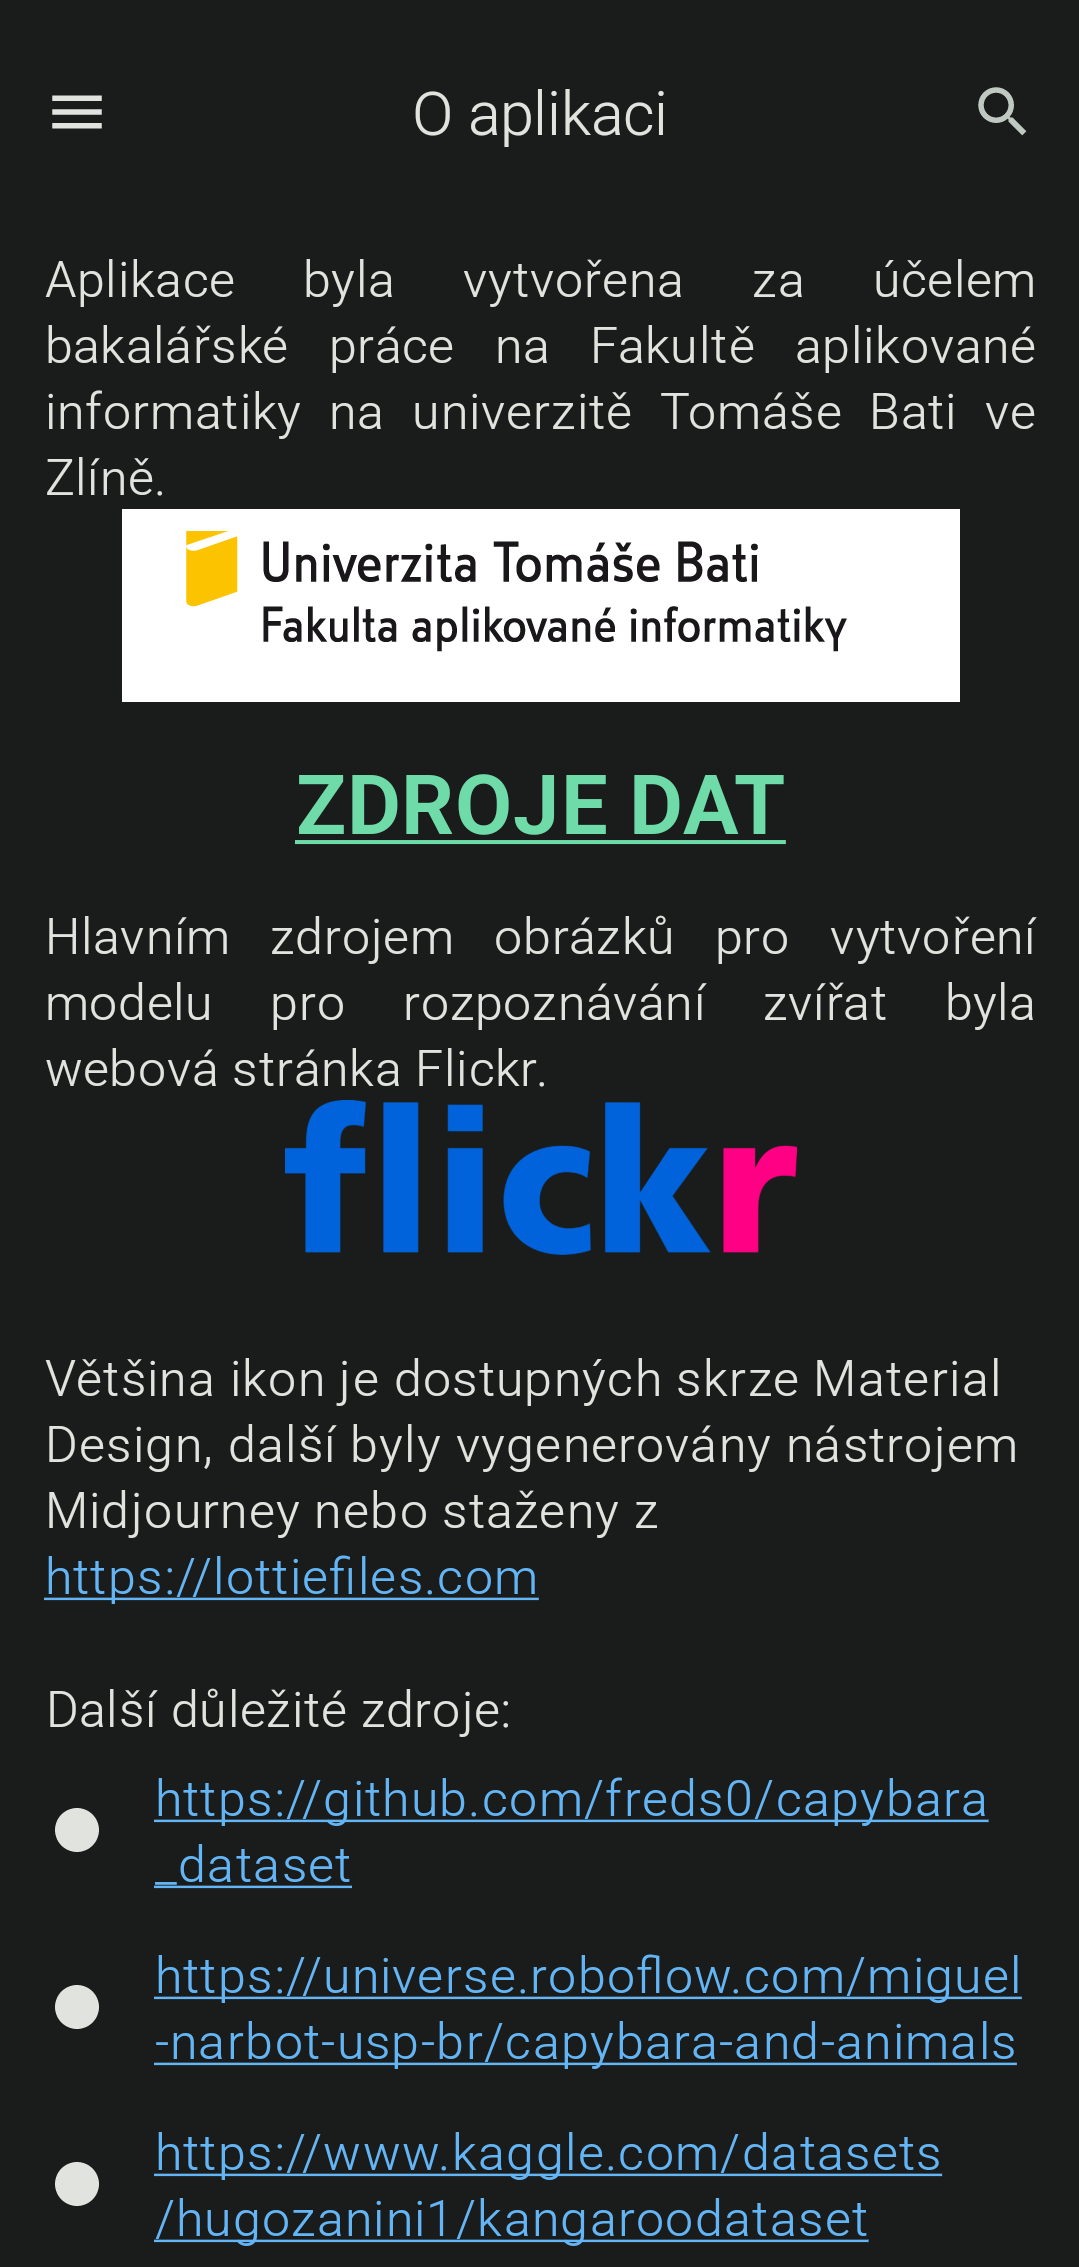 O aplikaci
Aplikace byla vytvořena za účelem
bakalářské práce na Fakultě aplikované
informatiky na univerzitě Tomáše Bati ve
Zlíně.
Univerzita Tomáše Bati
Fakulta aplikované informatiky
ZDROJE DAT
Hlavním zdrojem obrázků pro vytvoření
modelu pro rozpoznávání zvířat byla
webová stránka Flickr.
flickr
Většina ikon je dostupných skrze Material
Design, další byly vygenerovány nástrojem
Midjourney nebo staženy z
https://lottiefiles.com
Další důležité zdroje:
https://github.com/freds0/capybara
_dataset
https://universe.roboflow.com/miguel
-narbot-usp-br/capybara-and-animals
https://www.kaggle.com/datasets
/hugozanini1/kangaroodataset